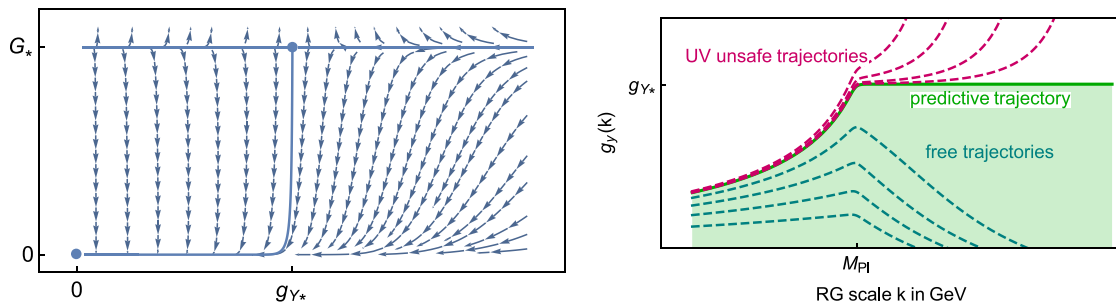 G*
0
0
gY*
UV unsafe trajectories
gY*
predictive trajectory
gy(k)
free trajectories
MPl
RG scale k in GeV